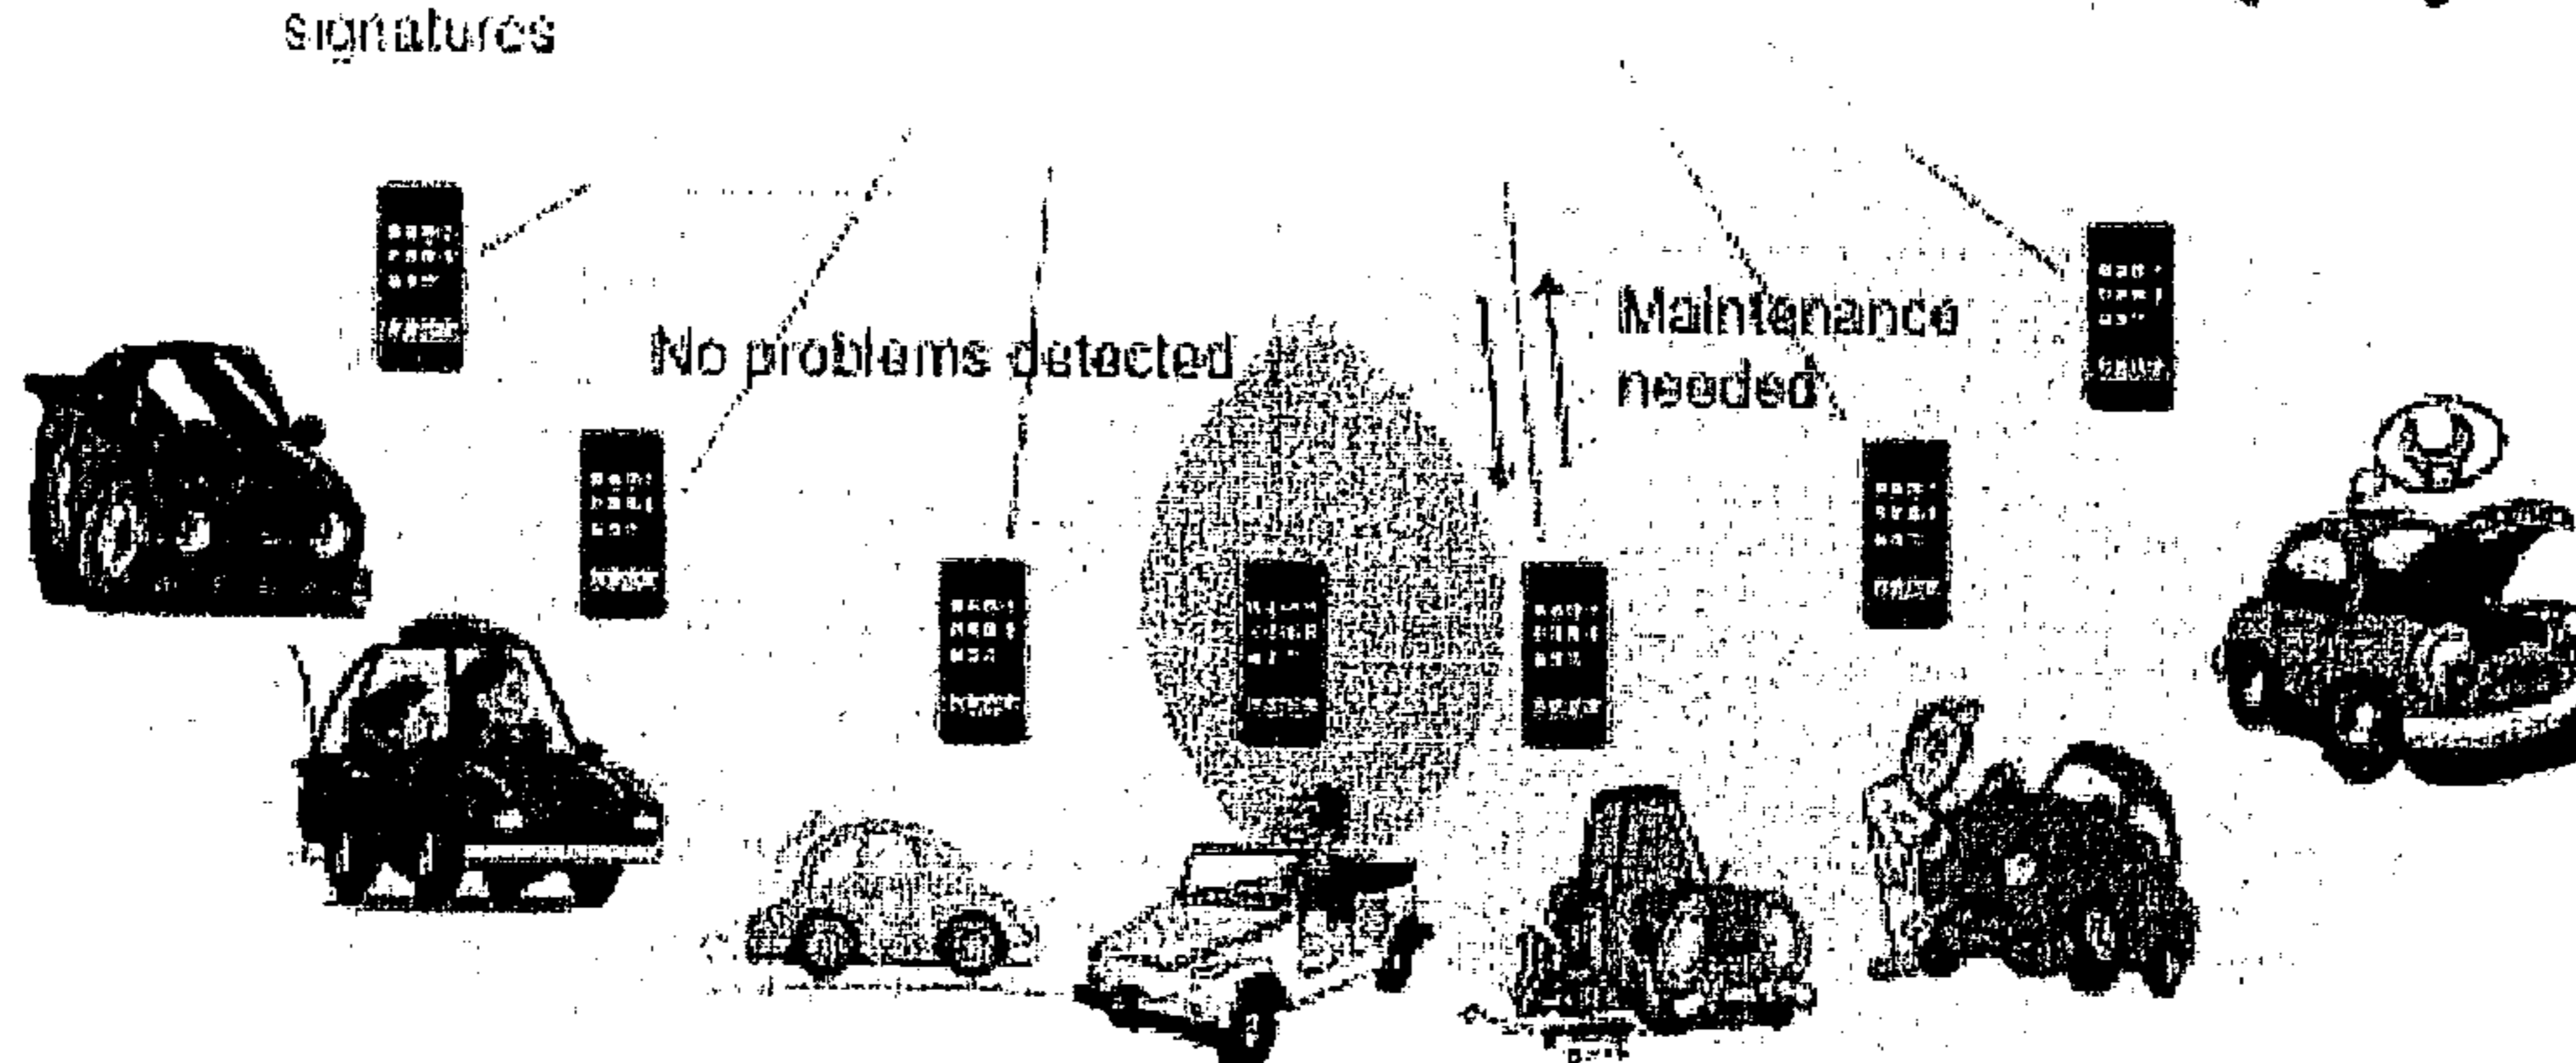 signatures
No problems detected
Maintenance
needed